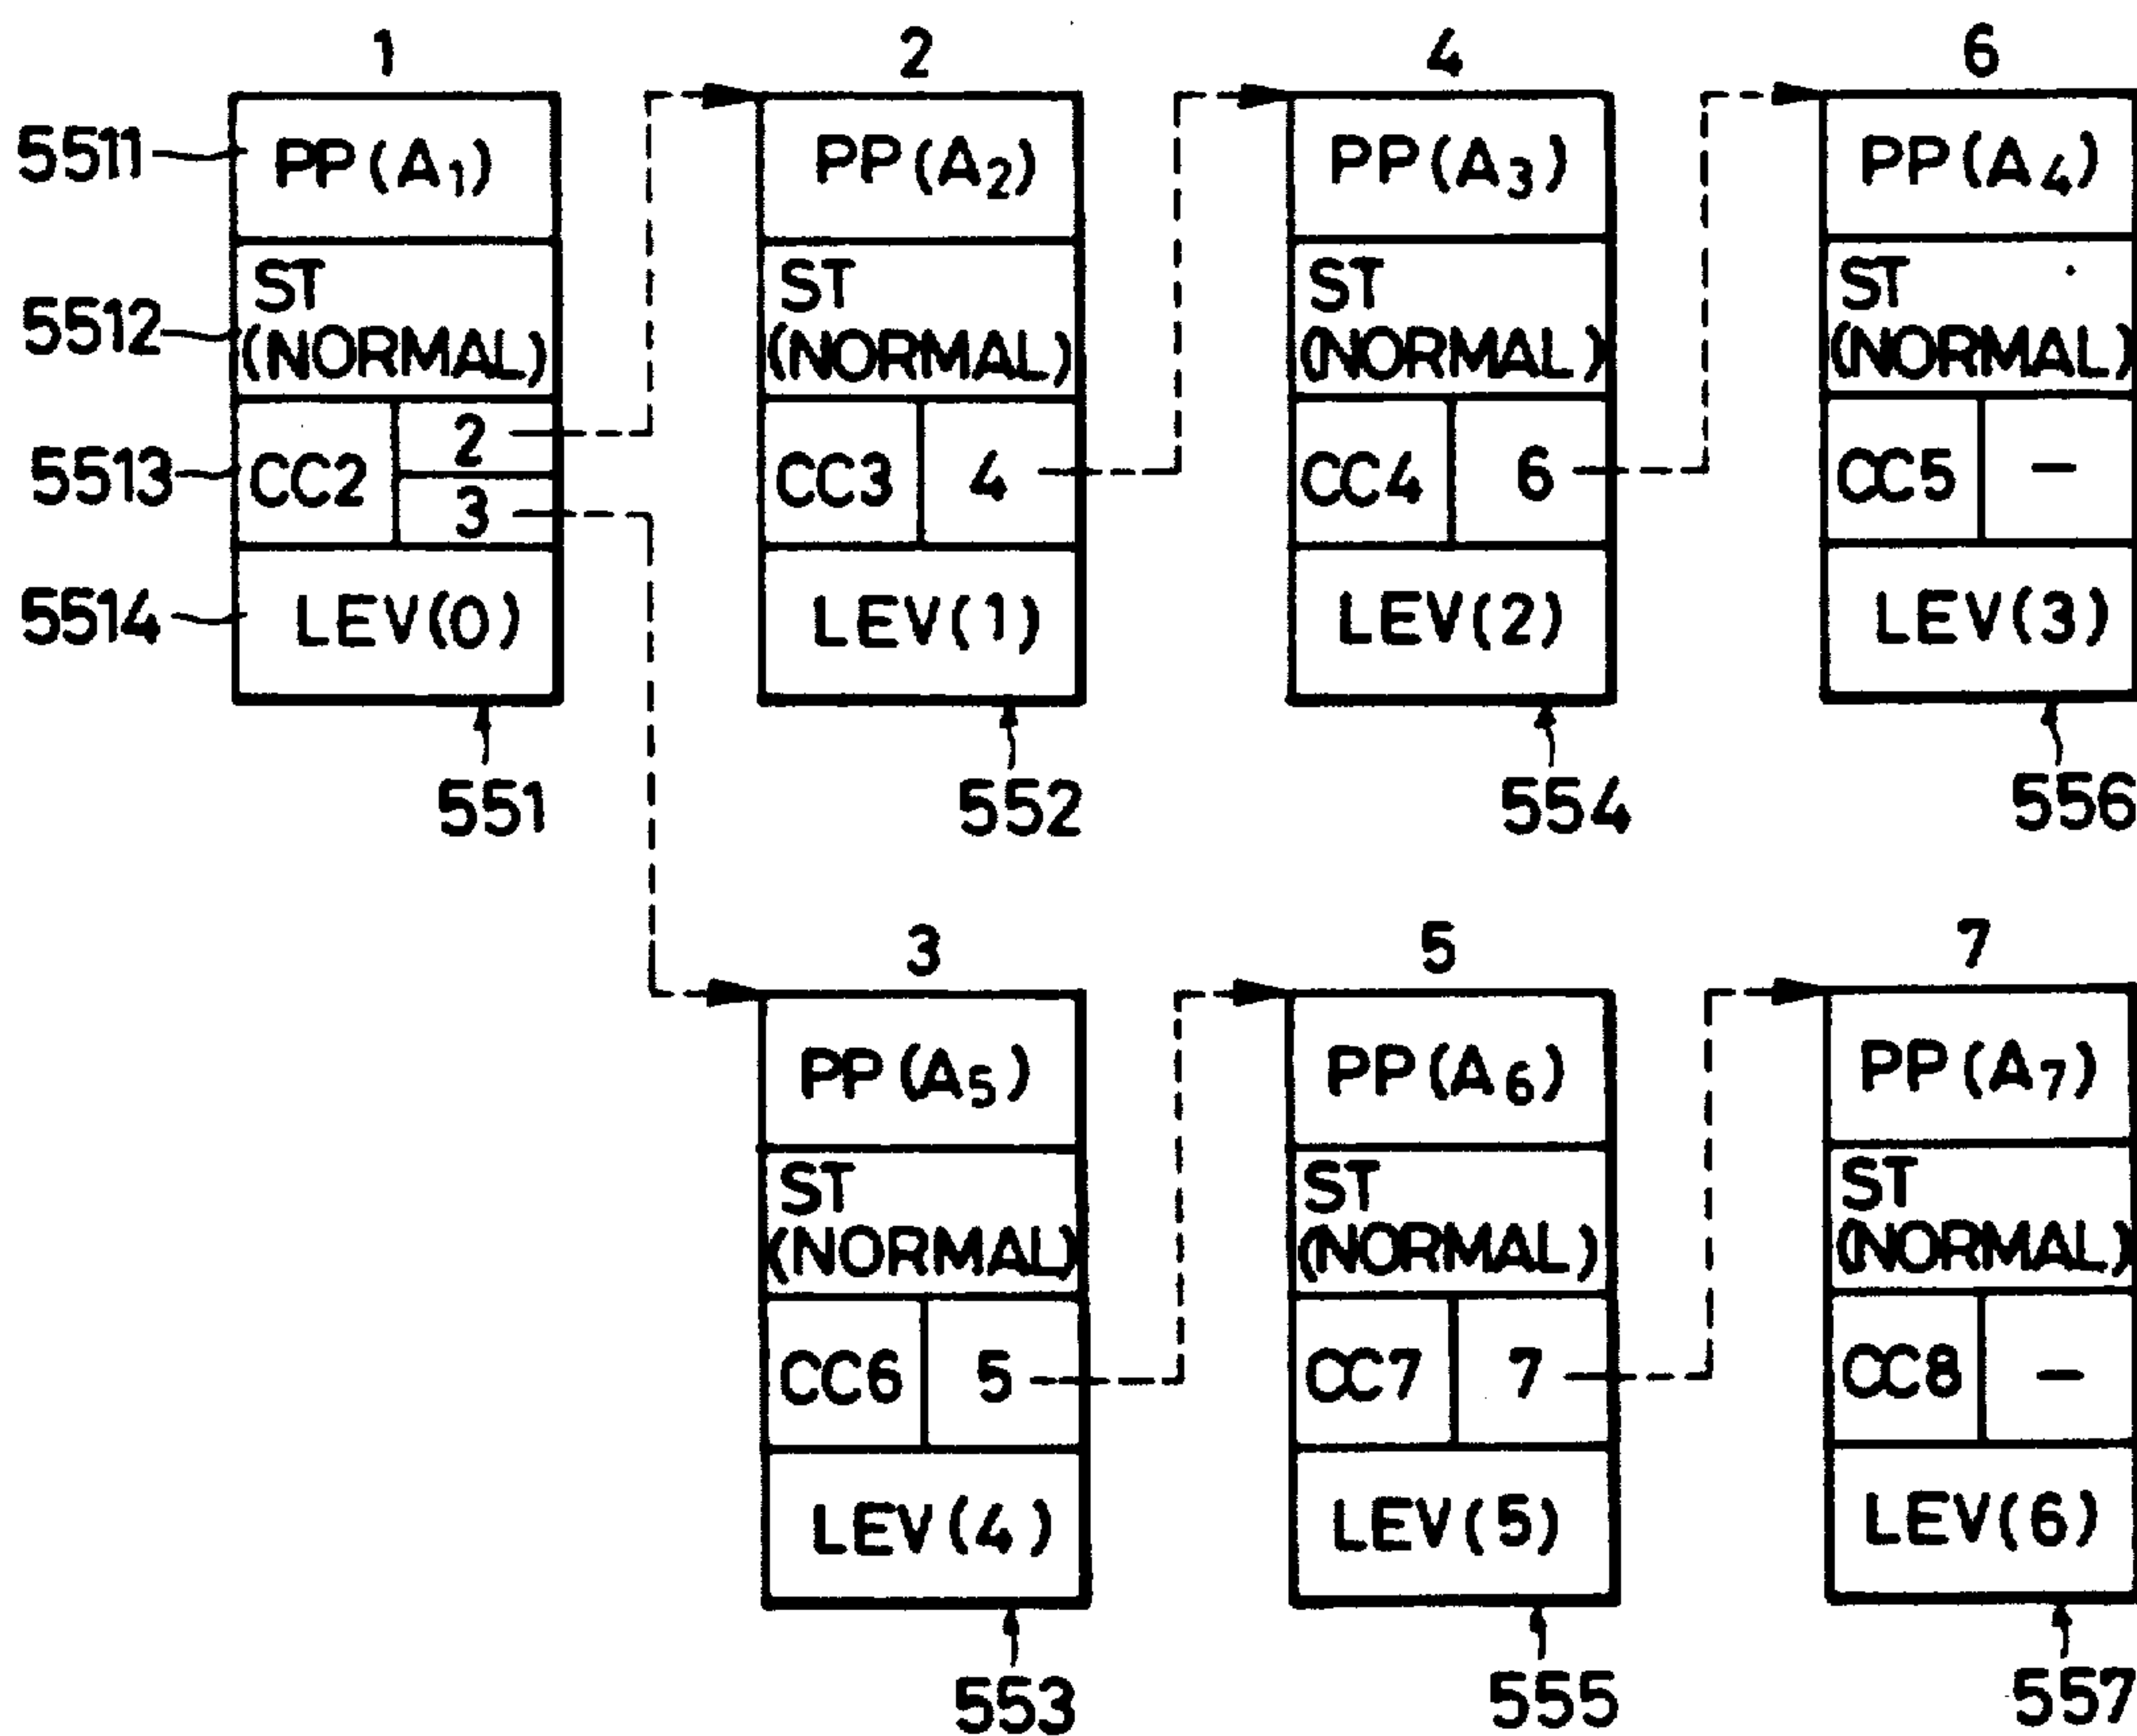 1 2 4 6
5511 PP(A1) PP(A2) PP(A3) PP(A4)
ST ST ST ST
5512 (NORMAL) (NORMAL) (NORMAL) (NORMAL)
2
5513 CC2 CC3 4 CC4 6 CC5 —
3
5514 LEV(0) LEV(1) LEV(2) LEV(3)
551 552 554 556
3 5 7
PP(A5) PP(A6) PP(A7)
ST ST ST
(NORMAL) (NORMAL) (NORMAL)
CC6 5 CC7 7 CC8 —
LEV(4) LEV(5) LEV(6)
553 555 557